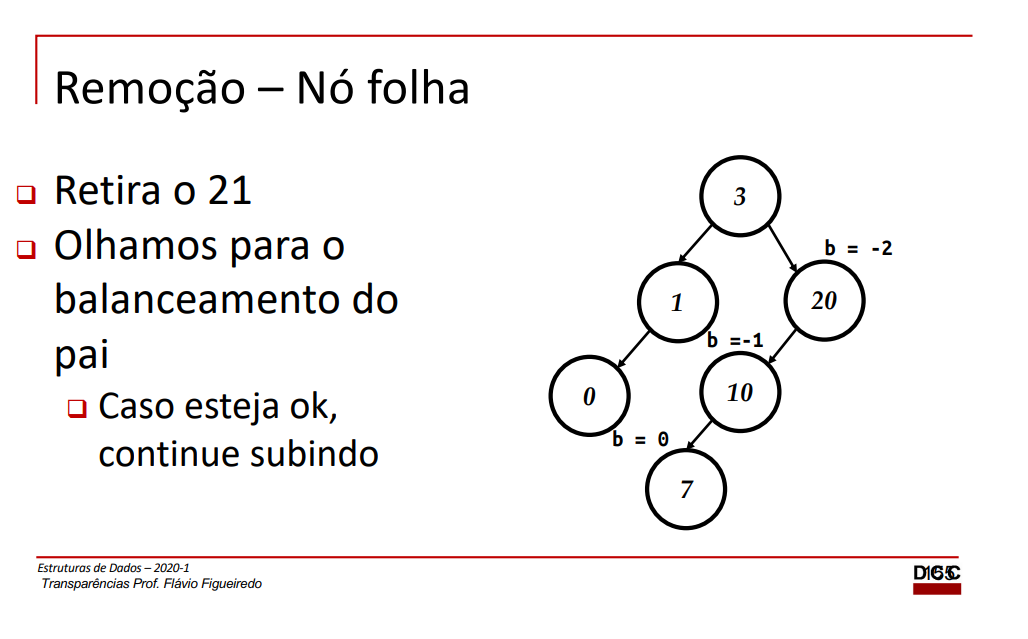 Remoção – Nó folha
Retira o 21
Olhamos para o
balanceamento do
pai
Caso esteja ok,
continue subindo
3
b = -2
1
20
b =-1
0
10
b = 0
7
Estruturas de Dados – 2020-1
Transparências Prof. Flávio Figueiredo
DCC